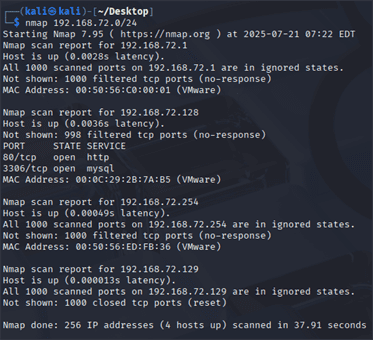 ┌──(kali㉿kali)-[~/Desktop]
└─$ nmap 192.168.72.0/24
Starting Nmap 7.95 ( https://nmap.org ) at 2025-07-21 07:22 EDT
Nmap scan report for 192.168.72.1
Host is up (0.0028s latency).
All 1000 scanned ports on 192.168.72.1 are in ignored states.
Not shown: 1000 filtered tcp ports (no-response)
MAC Address: 00:50:56:C0:00:01 (VMware)
Nmap scan report for 192.168.72.128
Host is up (0.0036s latency).
Not shown: 998 filtered tcp ports (no-response)
PORT     STATE SERVICE
80/tcp   open  http
3306/tcp open  mysql
MAC Address: 00:0C:29:2B:7A:B5 (VMware)
Nmap scan report for 192.168.72.254
Host is up (0.00049s latency).
All 1000 scanned ports on 192.168.72.254 are in ignored states.
Not shown: 1000 filtered tcp ports (no-response)
MAC Address: 00:50:56:ED:FB:36 (VMware)
Nmap scan report for 192.168.72.129
Host is up (0.000013s latency).
All 1000 scanned ports on 192.168.72.129 are in ignored states.
Not shown: 1000 closed tcp ports (reset)
Nmap done: 256 IP addresses (4 hosts up) scanned in 37.91 seconds